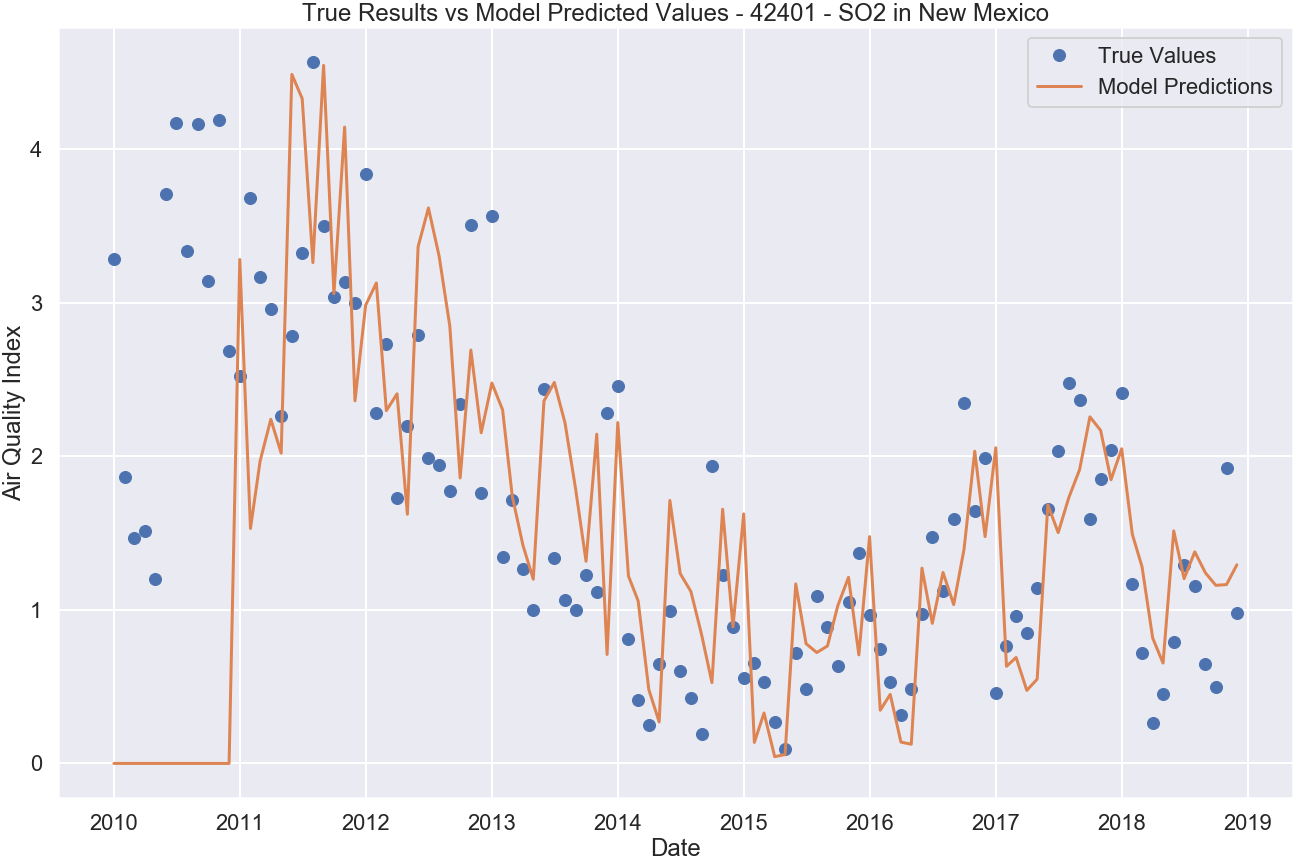 True Results vs Model Predicted Values - 42401 - SO2 in New Mexico
True Values
Model Predictions
Air Quality Index
4
3
2
1
0
2010 2011 2012 2013 2014 2015 2016 2017 2018 2019
Date